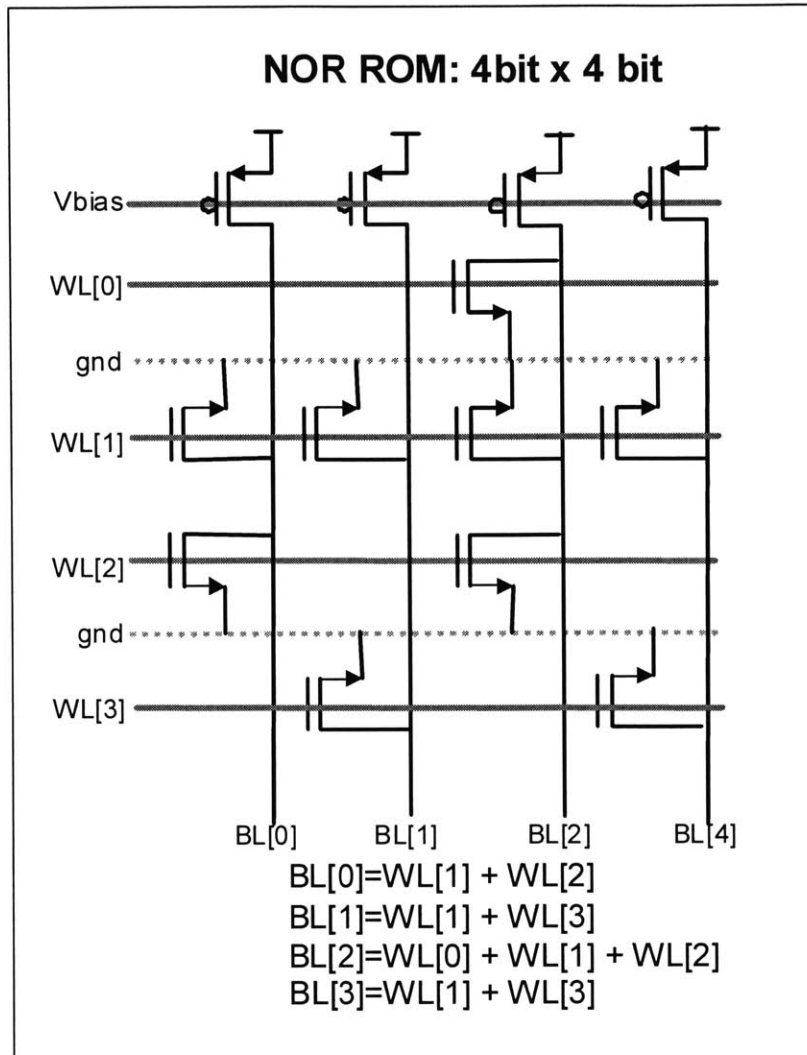 NOR ROM: 4bit x 4 bit
Vbias
WL[0]
gnd
WL[1]
WL[2]
gnd
WL[3]
BL[0] BL[1] BL[2] BL[4]
BL[0]=WL[1] + WL[2]
BL[1]=WL[1] + WL[3]
BL[2]=WL[0] + WL[1] + WL[2]
BL[3]=WL[1] + WL[3]